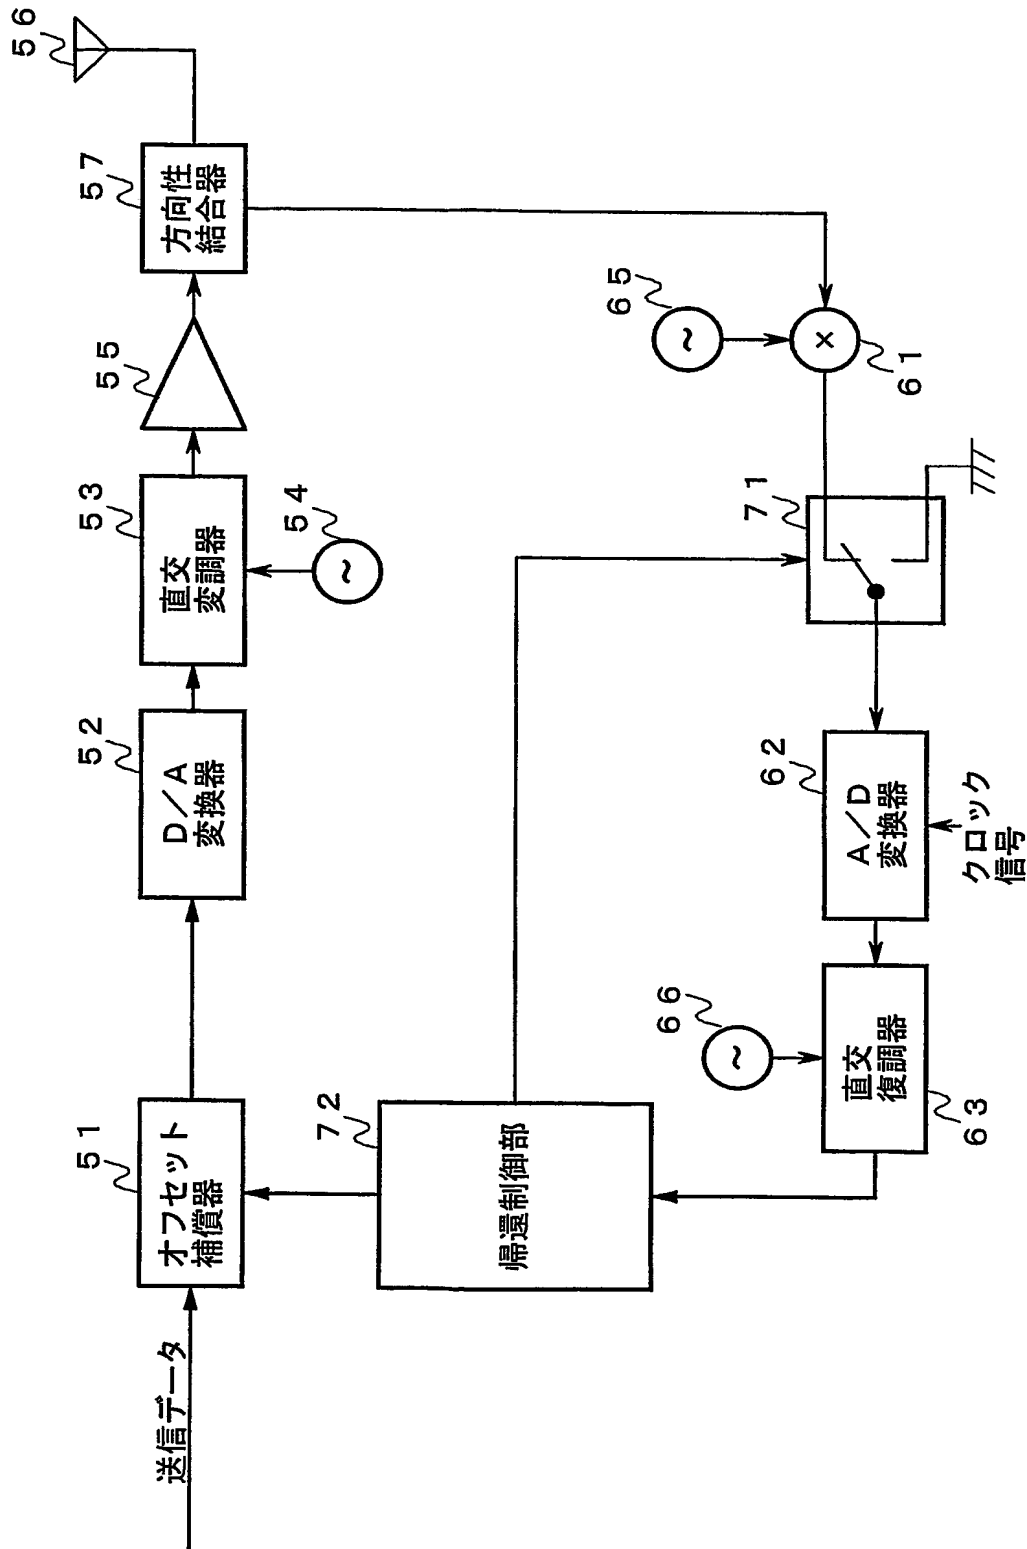 送信データ
51
オフセット
補償器
52
D/A
変換器
53
直交
変調器
54
~
55
57
方向性
結合器
56
72
帰還制御部
66
~
63
直交
復調器
62
A/D
変換器
クロック
信号
71
65
~
61
×